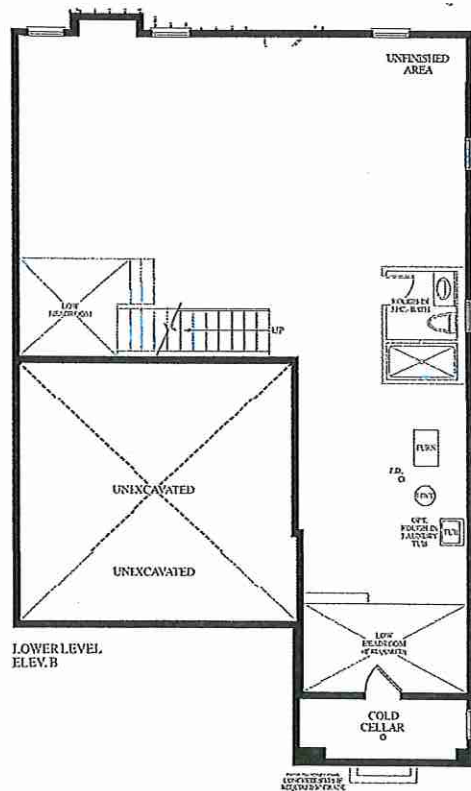 UNFINISHED
AREA
LOW
HEADROOM
UP
ROUGH-IN
3 PC. BATH
UNEXCAVATED
UNEXCAVATED
FURN
F.D.
HWT
OPT.
ROUGH IN
LAUNDRY
TUB
TUB
LOWER LEVEL
ELEV. B
LOW
HEADROOM
COLD
CELLAR